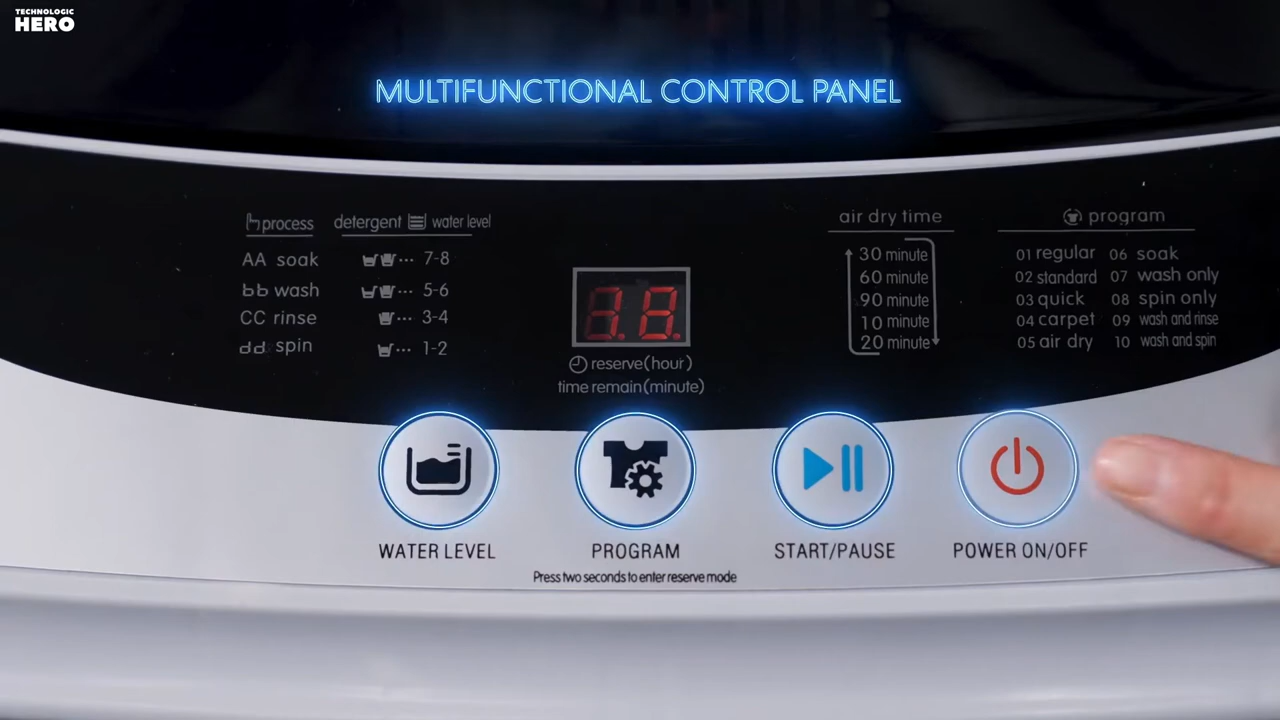 TECHNOLOGIC
HERO
MULTIFUNCTIONAL CONTROL PANEL
process
AA soak
bb wash
CC rinse
dd spin
detergent water level
7-8
5-6
3-4
1-2
38.
reserve(hour)
time remain(minute)
air dry time
30 minute
60 minute
90 minute
10 minute
20 minute
program
01 regular 06 soak
02 standard 07 wash only
03 quick 08 spin only
04 carpet 09 wash and rinse
05 air dry 10 wash and spin
WATER LEVEL
PROGRAM
START/PAUSE
POWER ON/OFF
Press two seconds to enter reserve mode